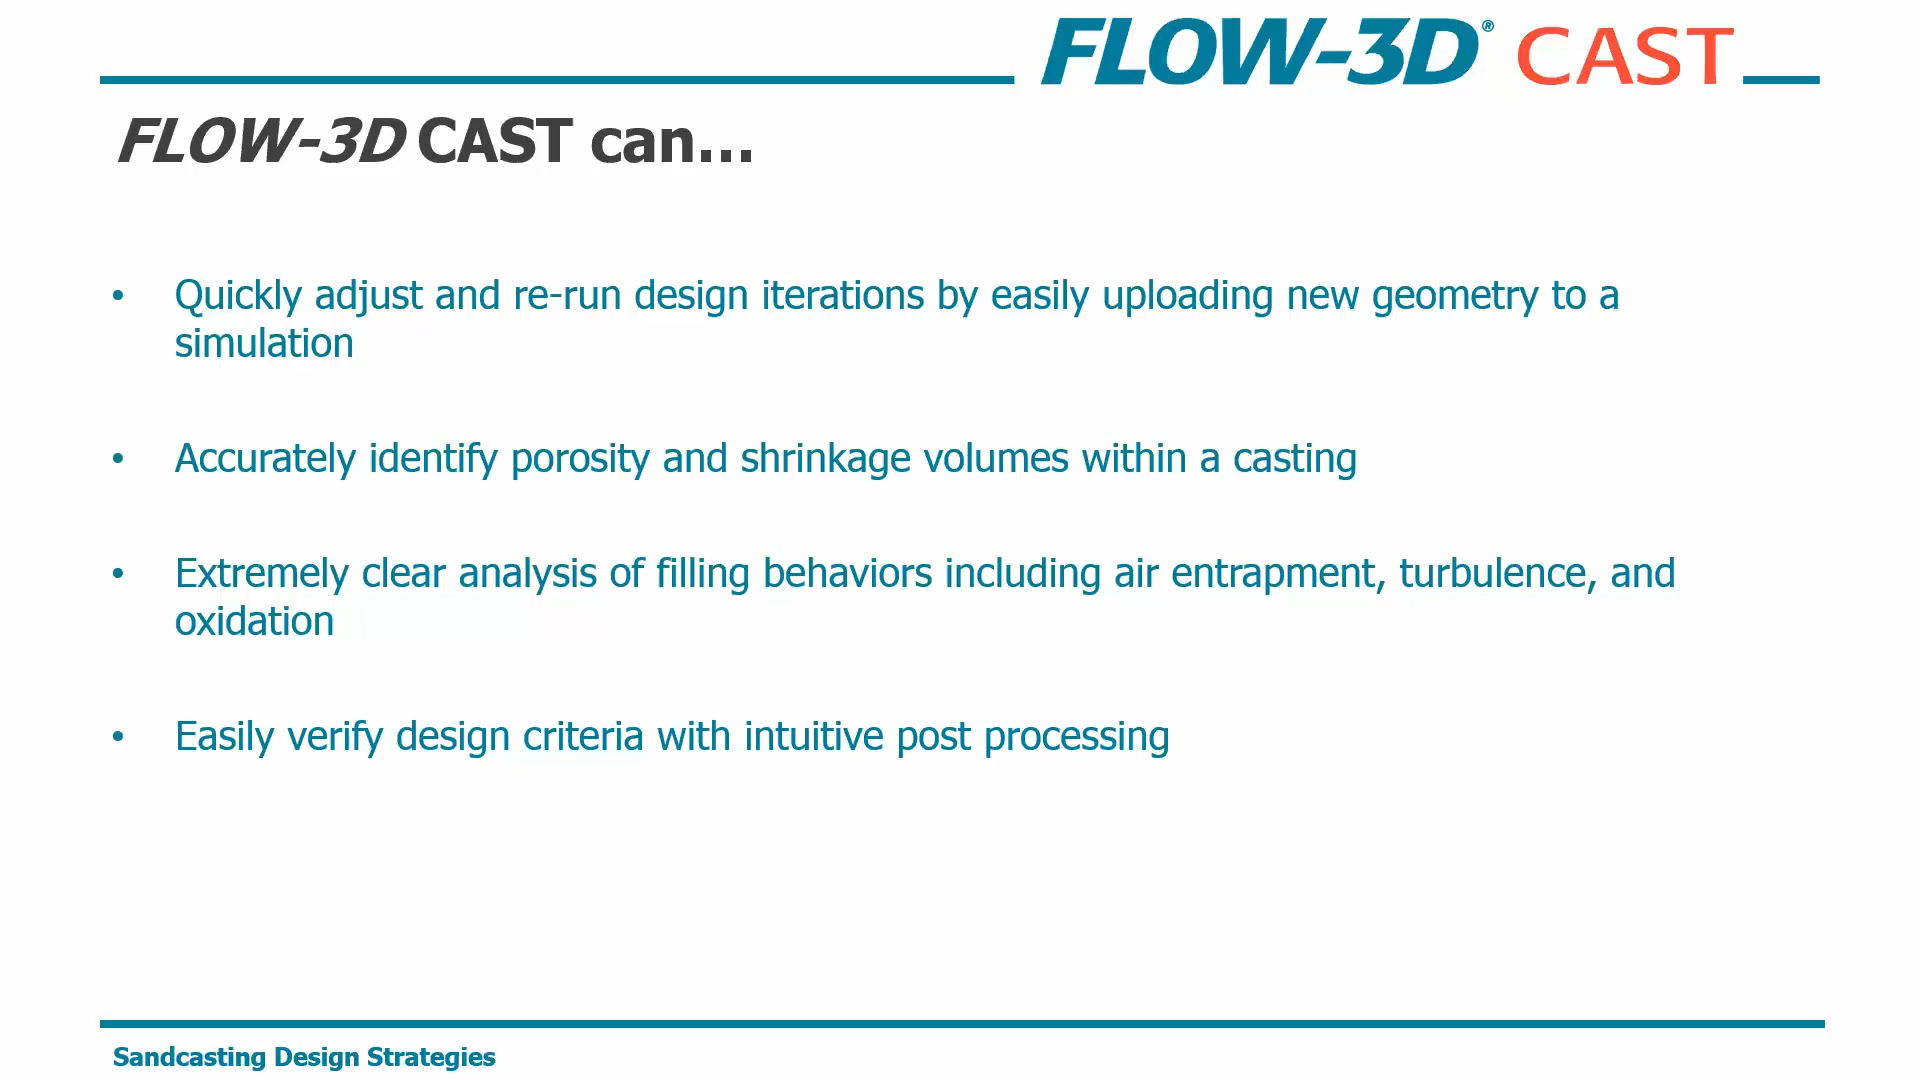 FLOW-3D® CAST
FLOW-3D CAST can...
• Quickly adjust and re-run design iterations by easily uploading new geometry to a
simulation
• Accurately identify porosity and shrinkage volumes within a casting
• Extremely clear analysis of filling behaviors including air entrapment, turbulence, and
oxidation
• Easily verify design criteria with intuitive post processing
Sandcasting Design Strategies